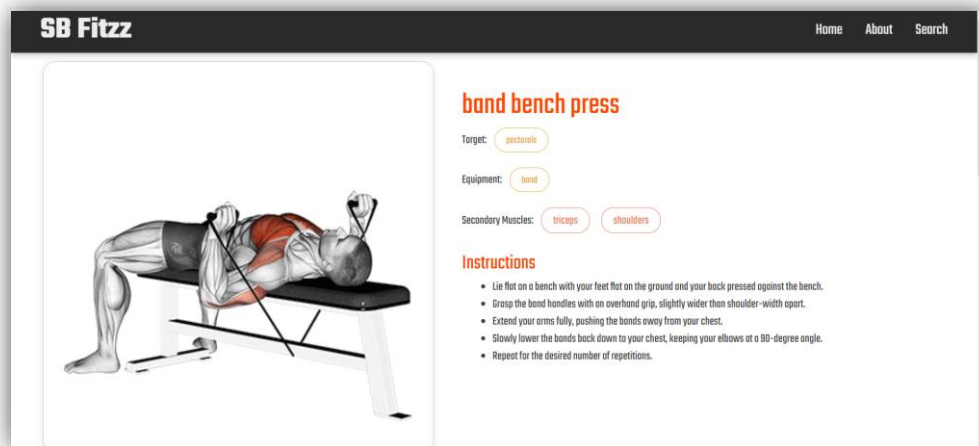 SB Fitzz
Home About Search
band bench press
Target: pectorals
Equipment: band
Secondary Muscles: triceps shoulders
Instructions
• Lie flat on a bench with your feet flat on the ground and your back pressed against the bench.
• Grasp the band handles with an overhand grip, slightly wider than shoulder-width apart.
• Extend your arms fully, pushing the bands away from your chest.
• Slowly lower the bands back down to your chest, keeping your elbows at a 90-degree angle.
• Repeat for the desired number of repetitions.